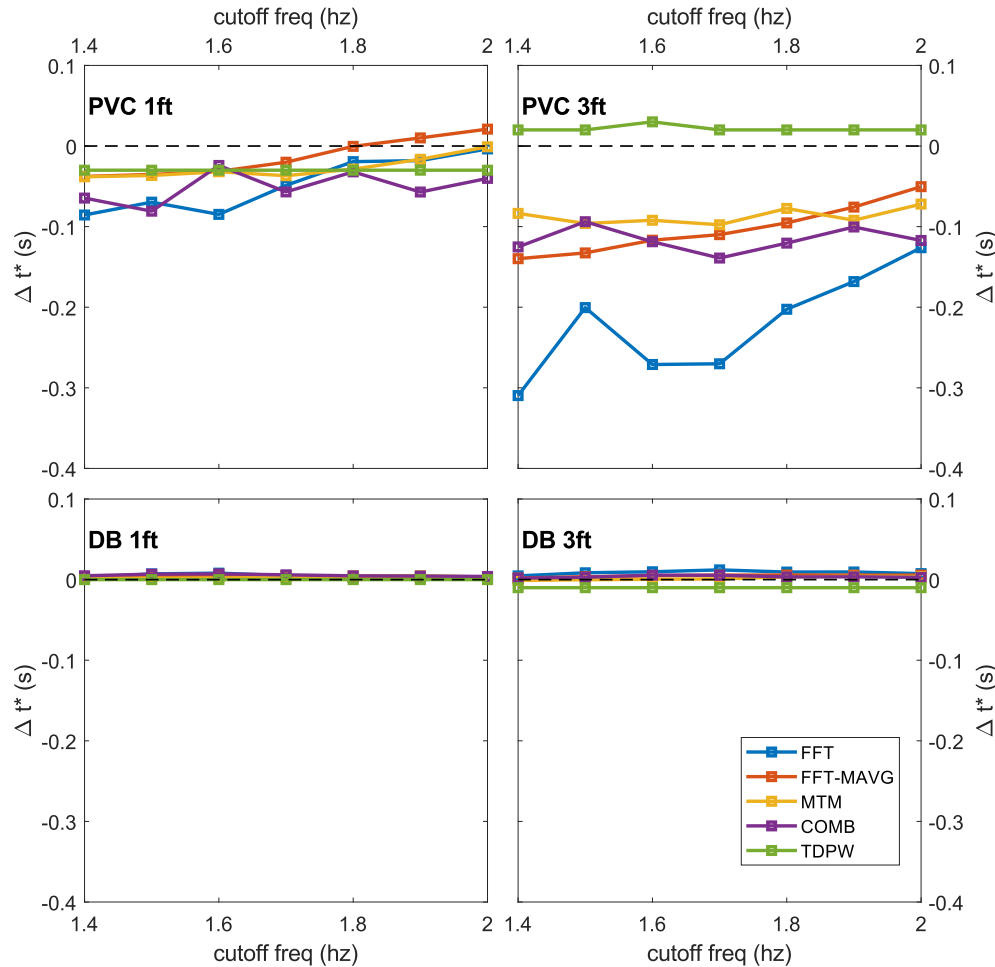 cutoff freq (hz) cutoff freq (hz)
1.4 1.6 1.8 2 1.4 1.6 1.8 2
0.1 0.1
PVC 1ft PVC 3ft
0 0
-0.1 -0.1
Δ t* (s) Δ t* (s)
-0.2 -0.2
-0.3 -0.3
-0.4 -0.4
0.1 0.1
DB 1ft DB 3ft
0 0
-0.1 -0.1
Δ t* (s) Δ t* (s)
-0.2 -0.2
FFT
FFT-MAVG
MTM
-0.3 -0.3
COMB
TDPW
-0.4 -0.4
1.4 1.6 1.8 2 1.4 1.6 1.8 2
cutoff freq (hz) cutoff freq (hz)